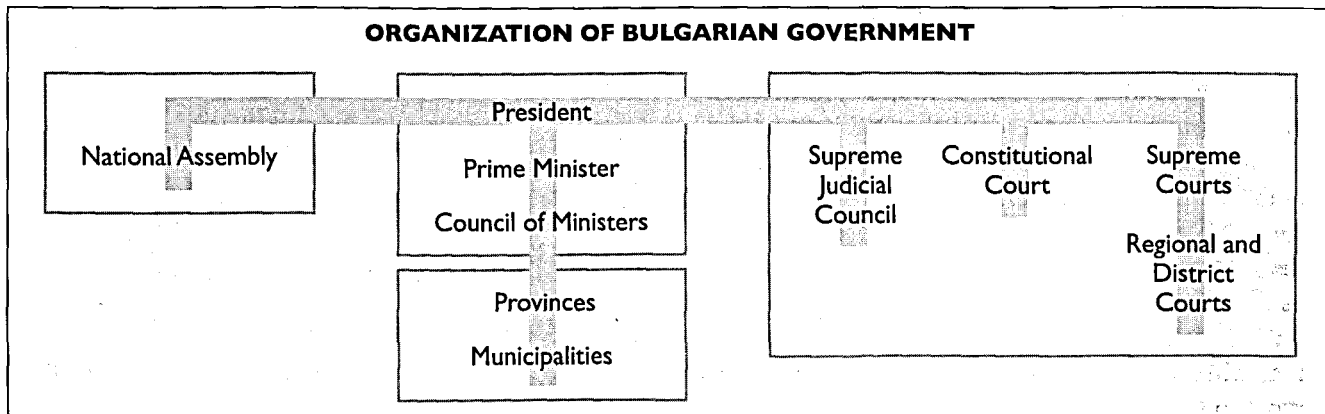 ORGANIZATION OF BULGARIAN GOVERNMENT
National Assembly
President
Prime Minister
Council of Ministers
Provinces
Municipalities
Supreme
Judicial
Council
Constitutional
Court
Supreme
Courts
Regional and
District
Courts